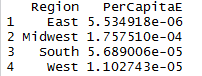 Region PerCapitaE
1 East 5.534918e-06
2 Midwest 1.757510e-04
3 South 5.689006e-05
4 West 1.102743e-05